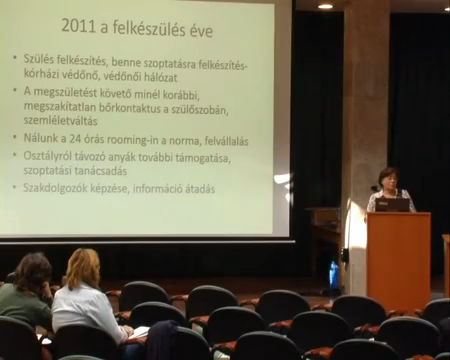 2011 a felkészülés éve
• Szülés felkészítés, benne szoptatásra felkészítés-
kórházi védőnő, védőnői hálózat
• A megszületést követő minél korábbi,
megszakítatlan bőrkontaktus a szülőszobán,
szemléletváltás
• Nálunk a 24 órás rooming-in a norma, felvállalás
• Osztályról távozó anyák további támogatása,
szoptatási tanácsadás
• Szakdolgozók képzése, információ átadás